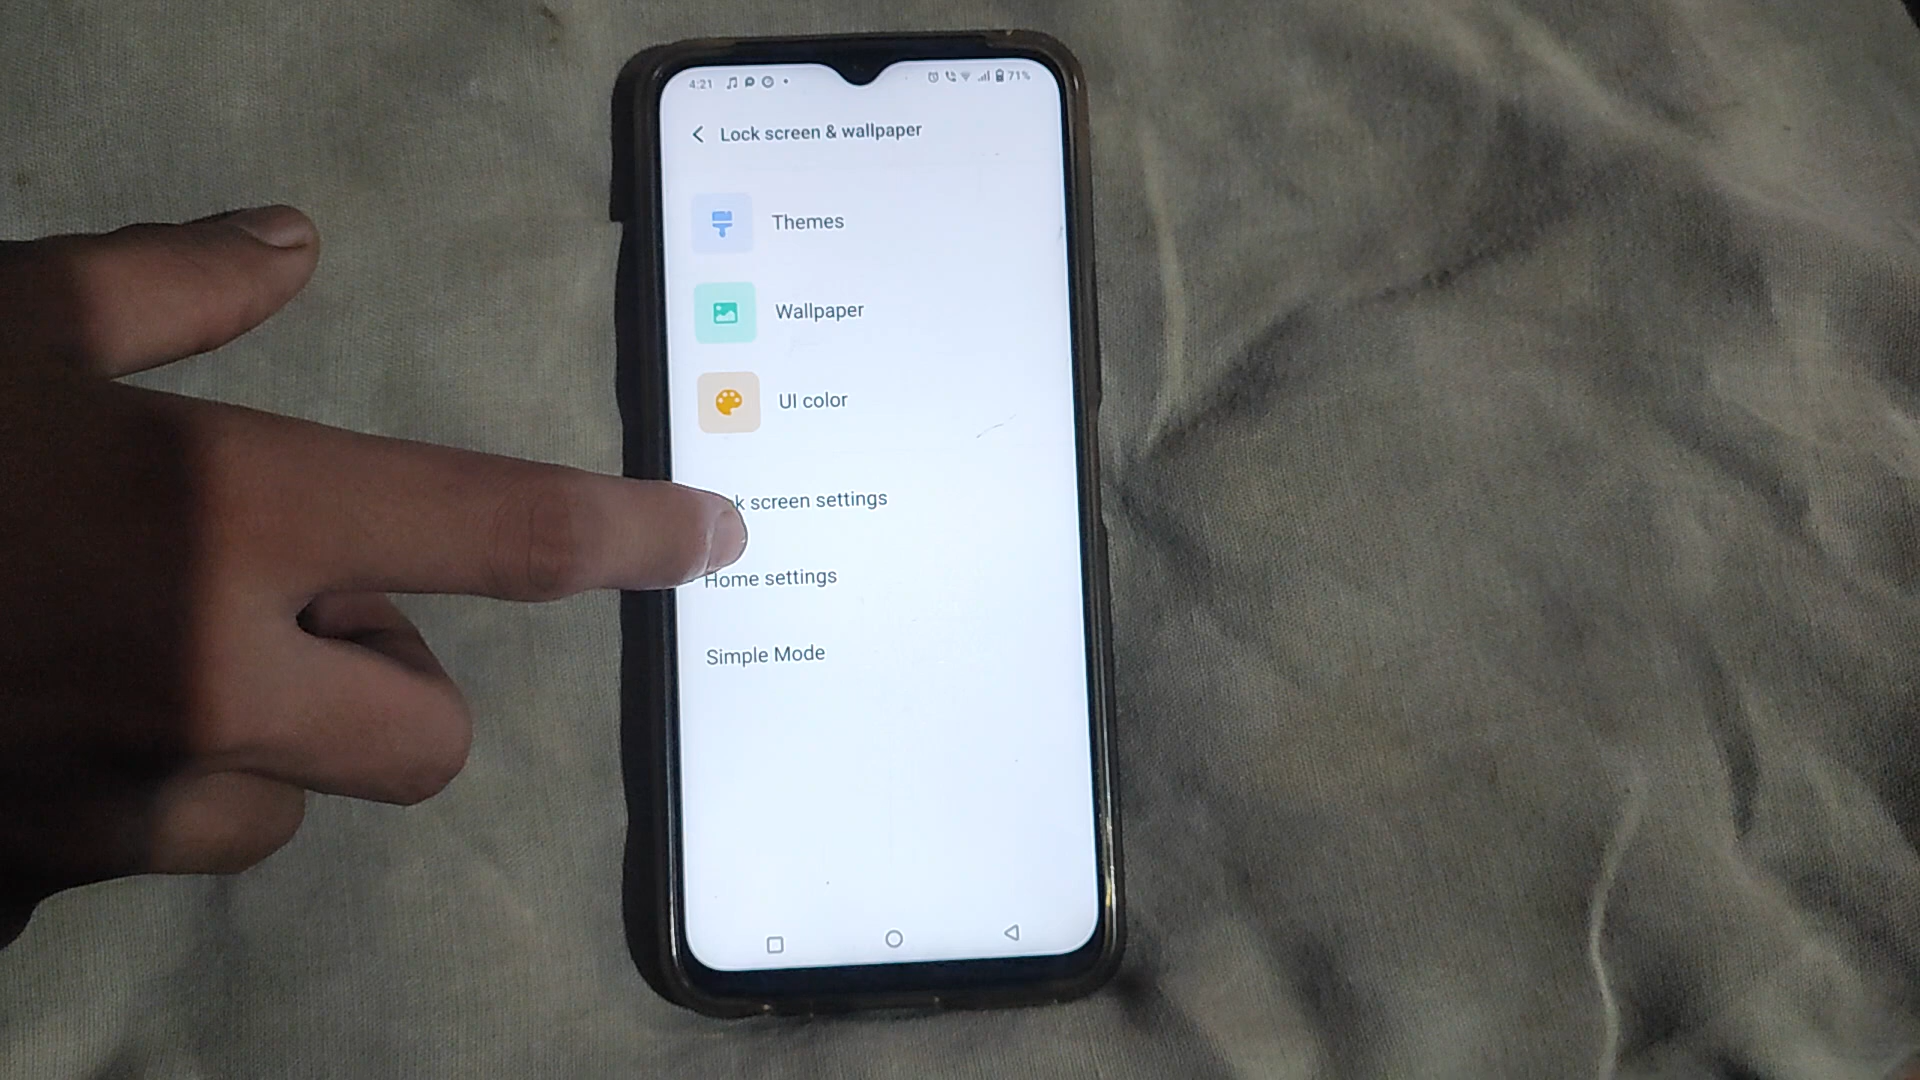 4:21 71%
Lock screen & wallpaper
Themes
Wallpaper
UI color
k screen settings
Home settings
Simple Mode